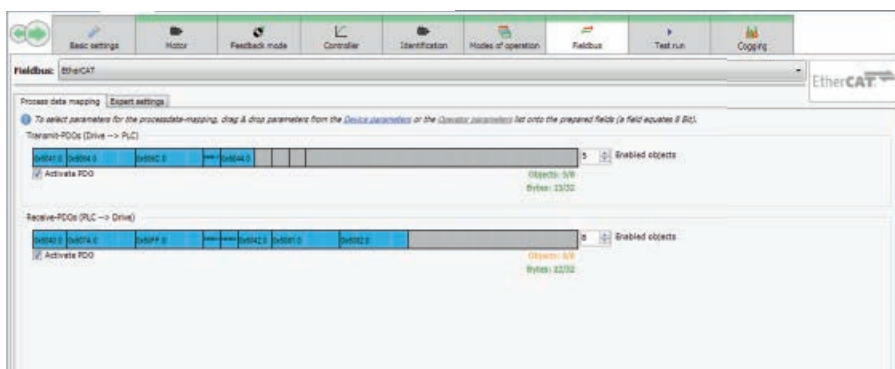 Basic settings Motor Feedback mode Controller Identification Modes of operation Fieldbus Test run Cogging
Fieldbus: EtherCAT
EtherCAT
Process data mapping Expert settings
To select parameters for the processdata-mapping, drag & drop parameters from the Device parameters or the Operator parameters list onto the prepared fields (a field equates 8 Bit).
Transmit-PDOs (Drive --> PLC)
0x6041.0 0x6064.0 0x606C.0 0x6044.0 5 Enabled objects
Activate PDO
Objects: 5/8
Bytes: 13/32
Receive-PDOs (PLC --> Drive)
0x6040.0 0x607A.0 0x60FF.0 0x6042.0 0x6081.0 0x6082.0 8 Enabled objects
Activate PDO
Objects: 8/8
Bytes: 22/32